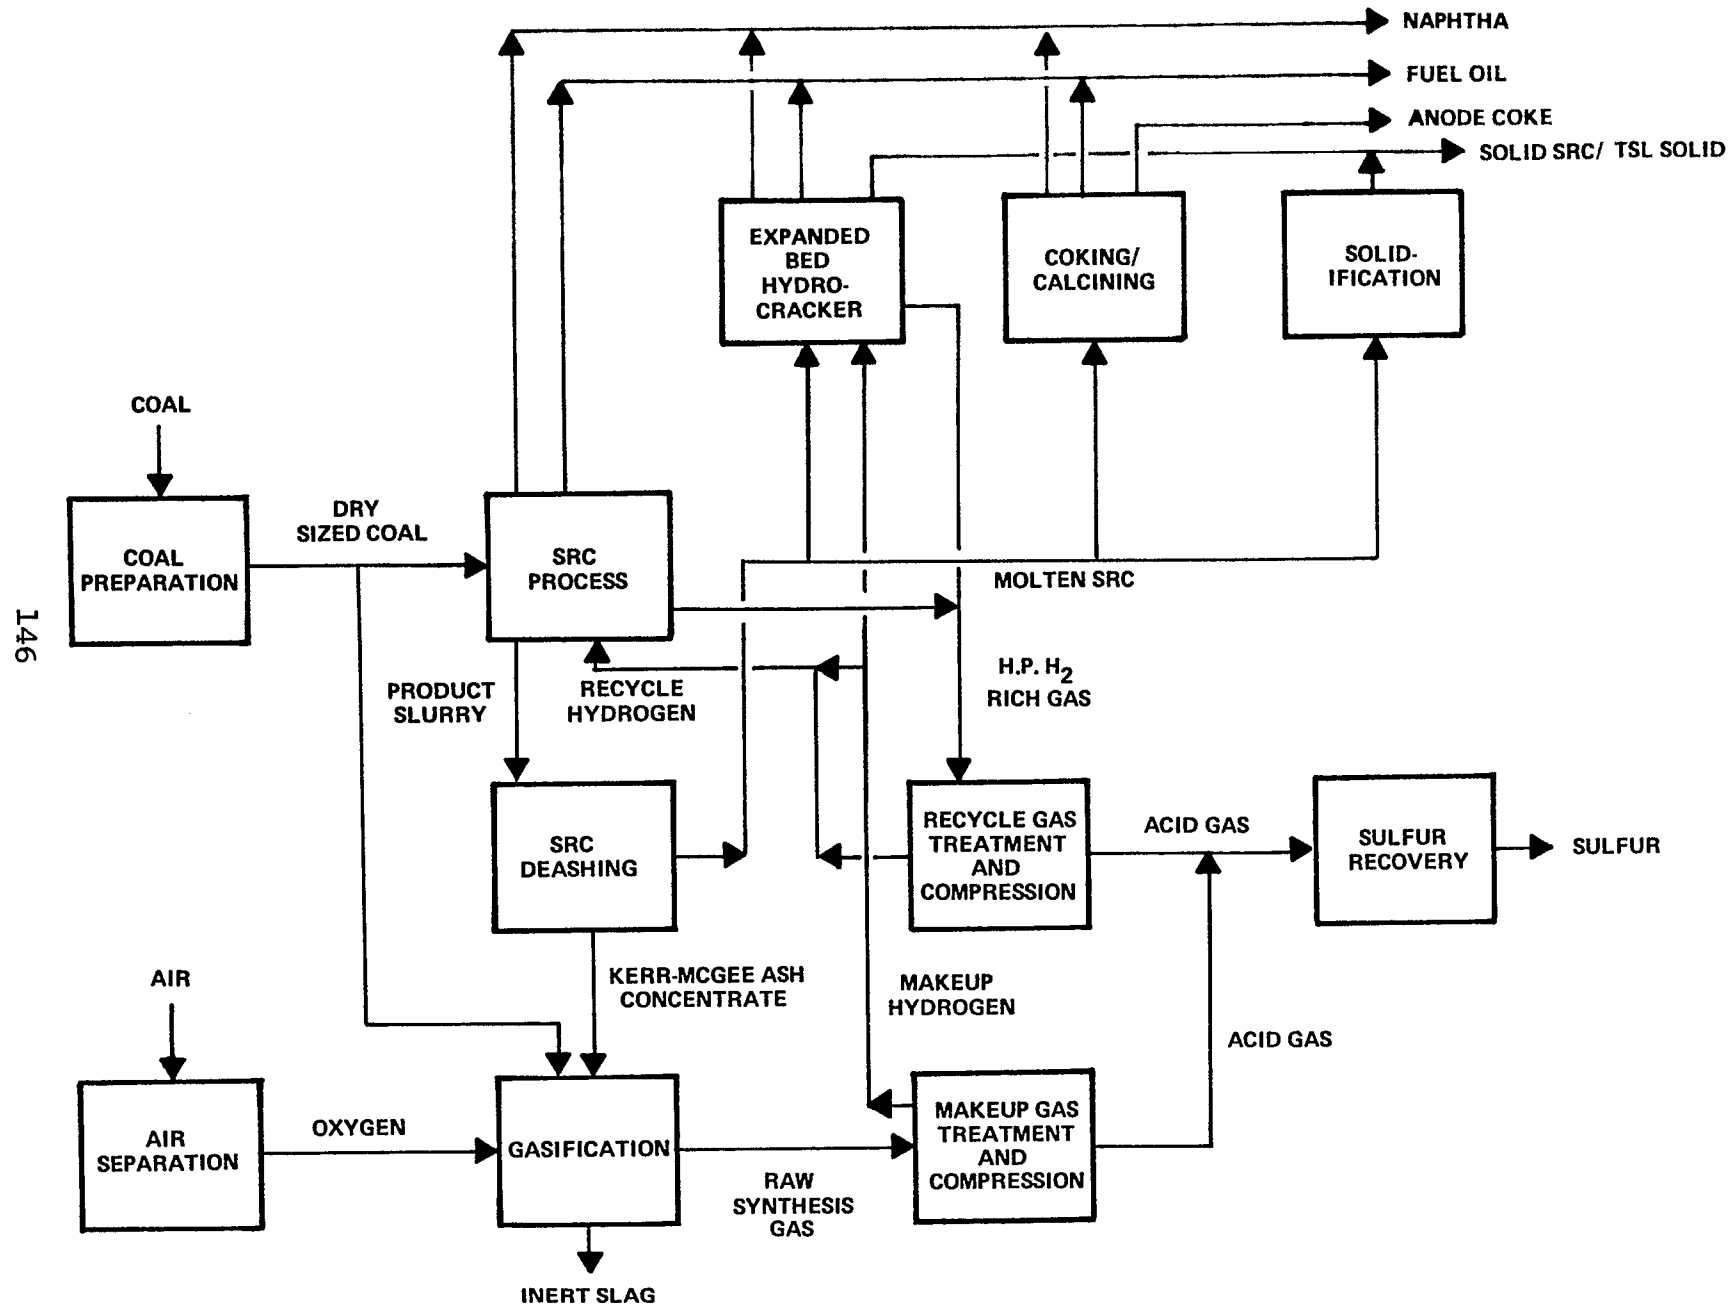 NAPHTHA
FUEL OIL
ANODE COKE
SOLID SRC/ TSL SOLID
EXPANDED
BED
HYDRO-
CRACKER
COKING/
CALCINING
SOLID-
IFICATION
COAL
DRY
SIZED COAL
COAL
PREPARATION
SRC
PROCESS
MOLTEN SRC
146
PRODUCT
SLURRY
RECYCLE
HYDROGEN
H.P. H₂
RICH GAS
SRC
DEASHING
RECYCLE GAS
TREATMENT
AND
COMPRESSION
ACID GAS
SULFUR
RECOVERY
SULFUR
AIR
KERR-MCGEE ASH
CONCENTRATE
MAKEUP
HYDROGEN
ACID GAS
AIR
SEPARATION
OXYGEN
GASIFICATION
RAW
SYNTHESIS
GAS
MAKEUP GAS
TREATMENT
AND
COMPRESSION
INERT SLAG